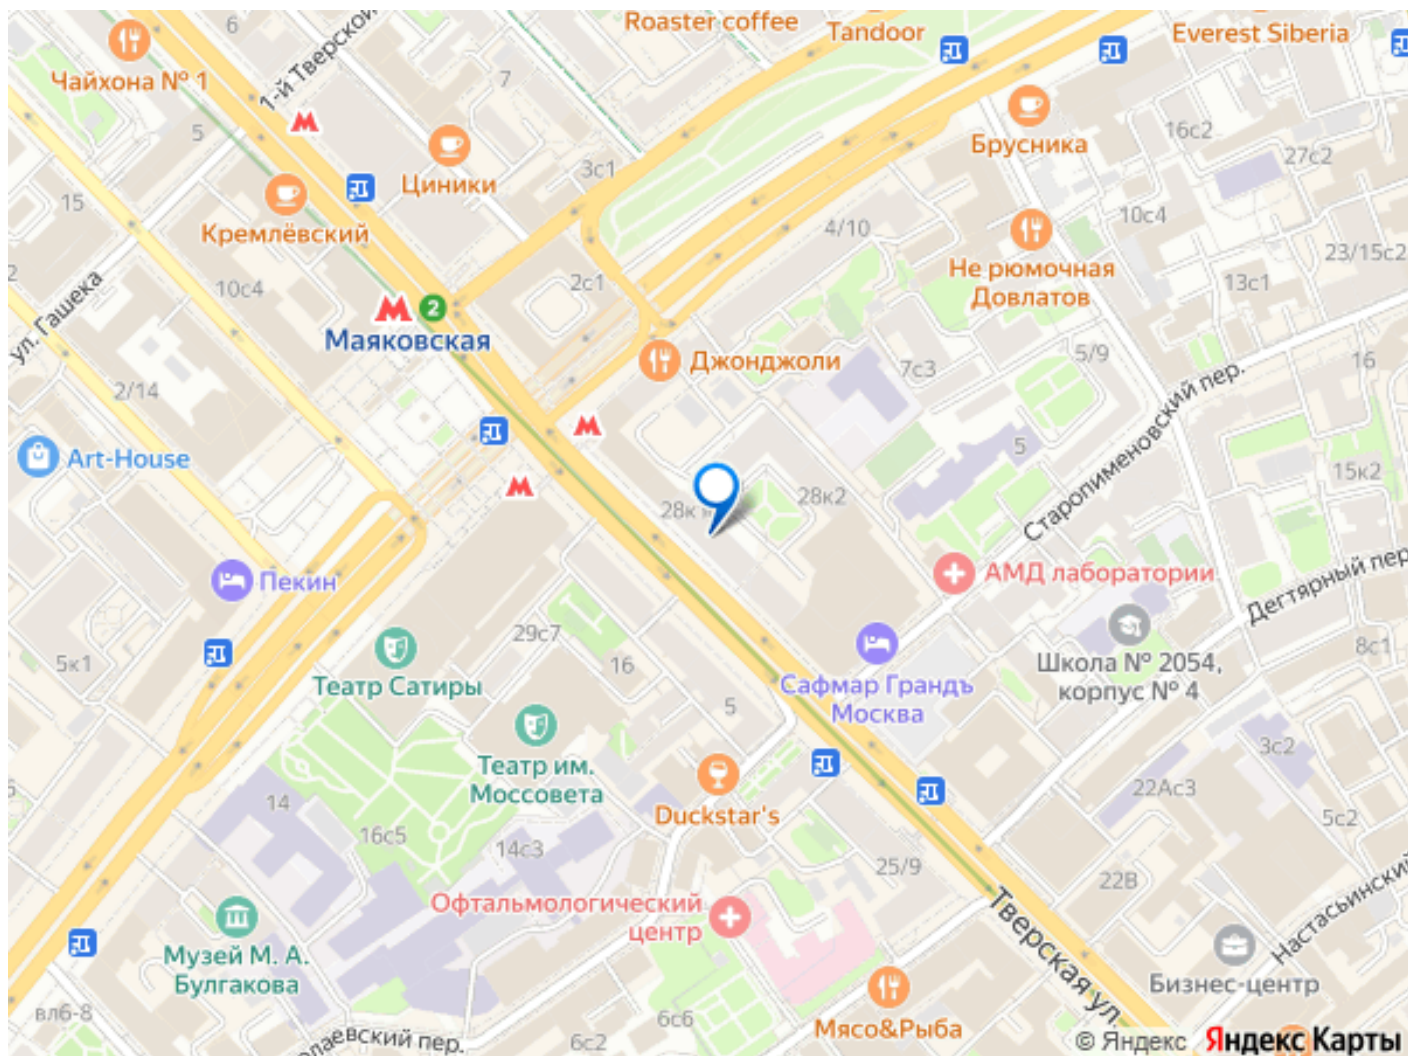 Roaster coffee
Tandoor
Everest Siberia
6
Чайхона № 1
1-й Тверской
7
5
Циники
3с1
Брусника
16с2
27с2
15
Кремлёвский
10с4
4/10
23/15с2
2
ул. Гашека
10с4
2с1
Не рюмочная
Довлатов
13с1
2
Маяковская
Джонджоли
7с3
5/9
16
2/14
Старопименовский пер.
Art-House
5
15к2
28к2
28к
АМД лаборатории
Дегтярный пер
Пекин
29с7
16
5к1
Театр Сатиры
Школа № 2054,
корпус № 4
8с1
Сафмар Грандъ
Москва
5
3с2
Театр им.
Моссовета
22Ас3
14
16с5
14с3
Duckstar's
5с2
25/9
22В
Офтальмологический
центр
Тверская ул.
Настасьинский
Музей М. А.
Булгакова
Бизнес-центр
вл6-8
6с6
Мясо&Рыба
лаевский пер.
6с2
© Яндекс Яндекс Карты